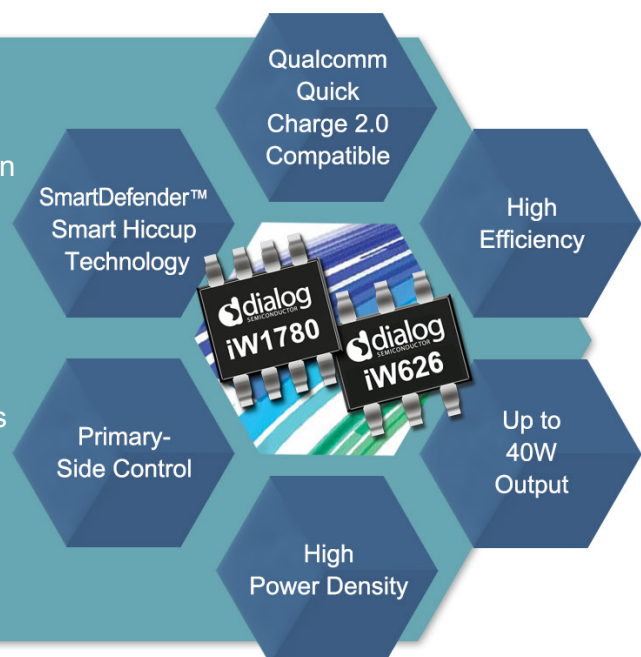 Qualcomm
Quick
Charge 2.0
Compatible
n
SmartDefender™
Smart Hiccup
Technology
High
Efficiency
dialog
SEMICONDUCTOR
iW1780
dialog
SEMICONDUCTOR
iW626
s
Primary-
Side Control
Up to
40W
Output
High
Power Density